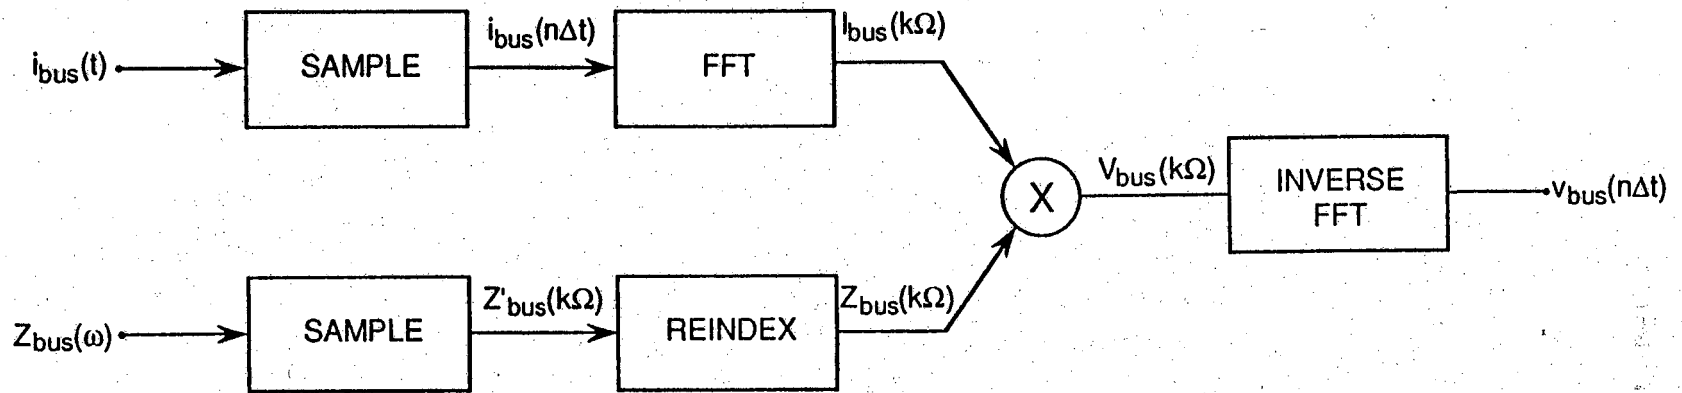 i_bus(t)
SAMPLE
i_bus(nΔt)
FFT
I_bus(kΩ)
X
V_bus(kΩ)
INVERSE
FFT
v_bus(nΔt)
Z_bus(ω)
SAMPLE
Z'_bus(kΩ)
REINDEX
Z_bus(kΩ)